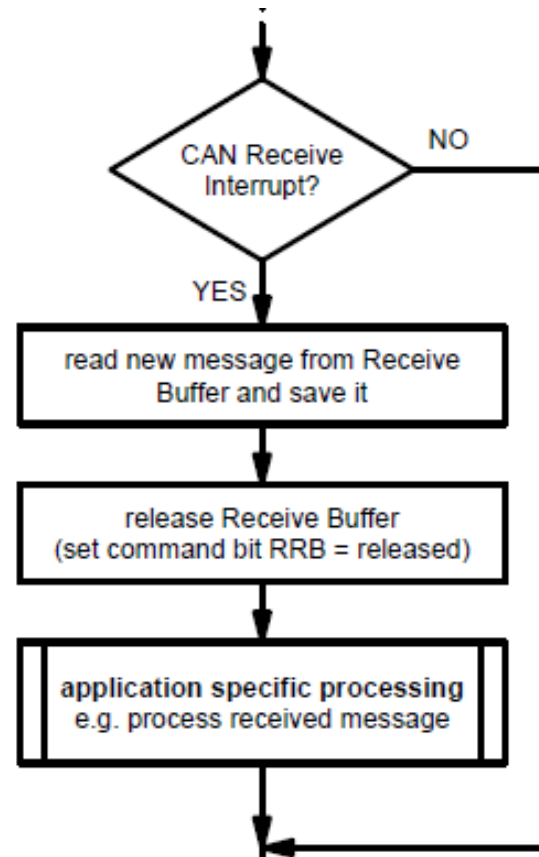 CAN Receive
Interrupt?
NO
YES
read new message from Receive
Buffer and save it
release Receive Buffer
(set command bit RRB = released)
application specific processing
e.g. process received message